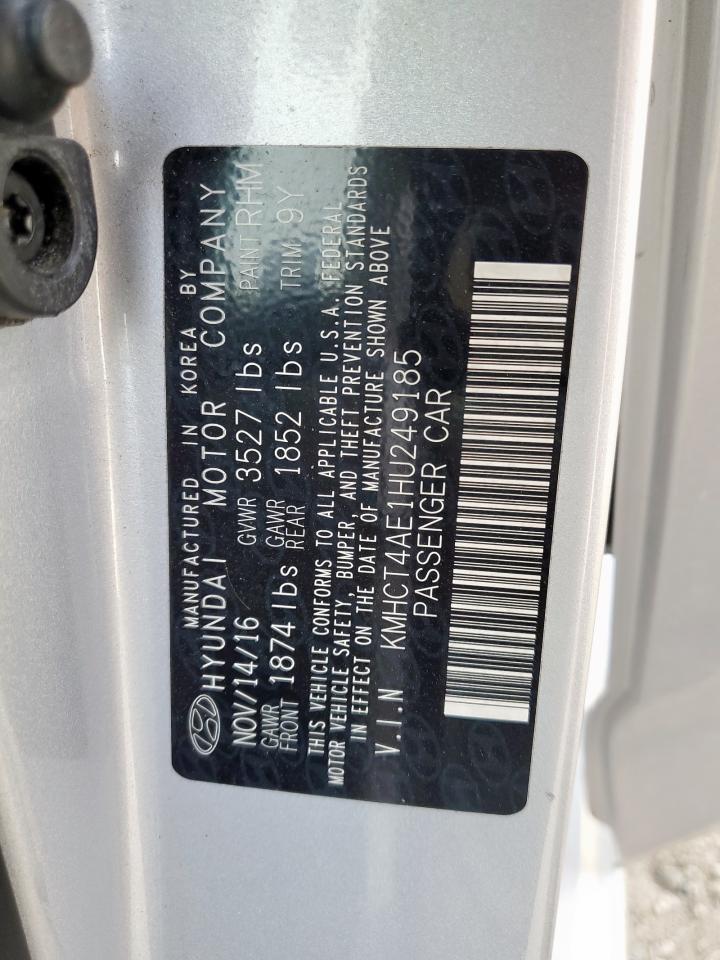 MANUFACTURED IN KOREA BY
HYUNDAI MOTOR COMPANY
NOV/14/16 GVWR 3527 lbs PAINT RHM
GAWR FRONT 1874 lbs GAWR REAR 1852 lbs TRIM 9Y
THIS VEHICLE CONFORMS TO ALL APPLICABLE U.S.A. FEDERAL
MOTOR VEHICLE SAFETY, BUMPER, AND THEFT PREVENTION STANDARDS
IN EFFECT ON THE DATE OF MANUFACTURE SHOWN ABOVE
V.I.N KMHCT4AE1HU249185
PASSENGER CAR